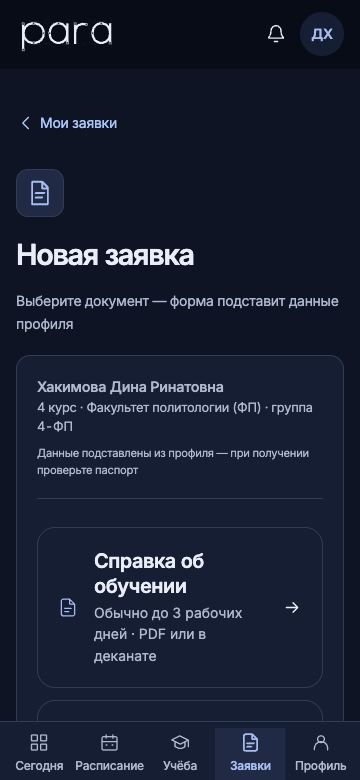 para
ДХ
Мои заявки
Новая заявка
Выберите документ — форма подставит данные
профиля
Хакимова Дина Ринатовна
4 курс · Факультет политологии (ФП) · группа
4-ФП
Данные подставлены из профиля — при получении
проверьте паспорт
Справка об
обучении
Обычно до 3 рабочих
дней · PDF или в
деканате
Сегодня
Расписание
Учёба
Заявки
Профиль